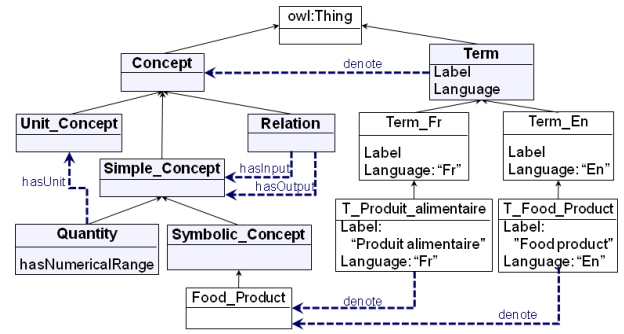 owl:Thing
Concept
denote
Term
Label
Language
Unit_Concept
Relation
Term_Fr
Label
Language: "Fr"
Term_En
Label
Language: "En"
hasUnit
Simple_Concept
hasInput
hasOutput
Quantity
hasNumericalRange
Symbolic_Concept
T_Produit_alimentaire
Label:
"Produit alimentaire"
Language: "Fr"
T_Food_Product
Label:
"Food product"
Language: "En"
Food_Product
denote
denote